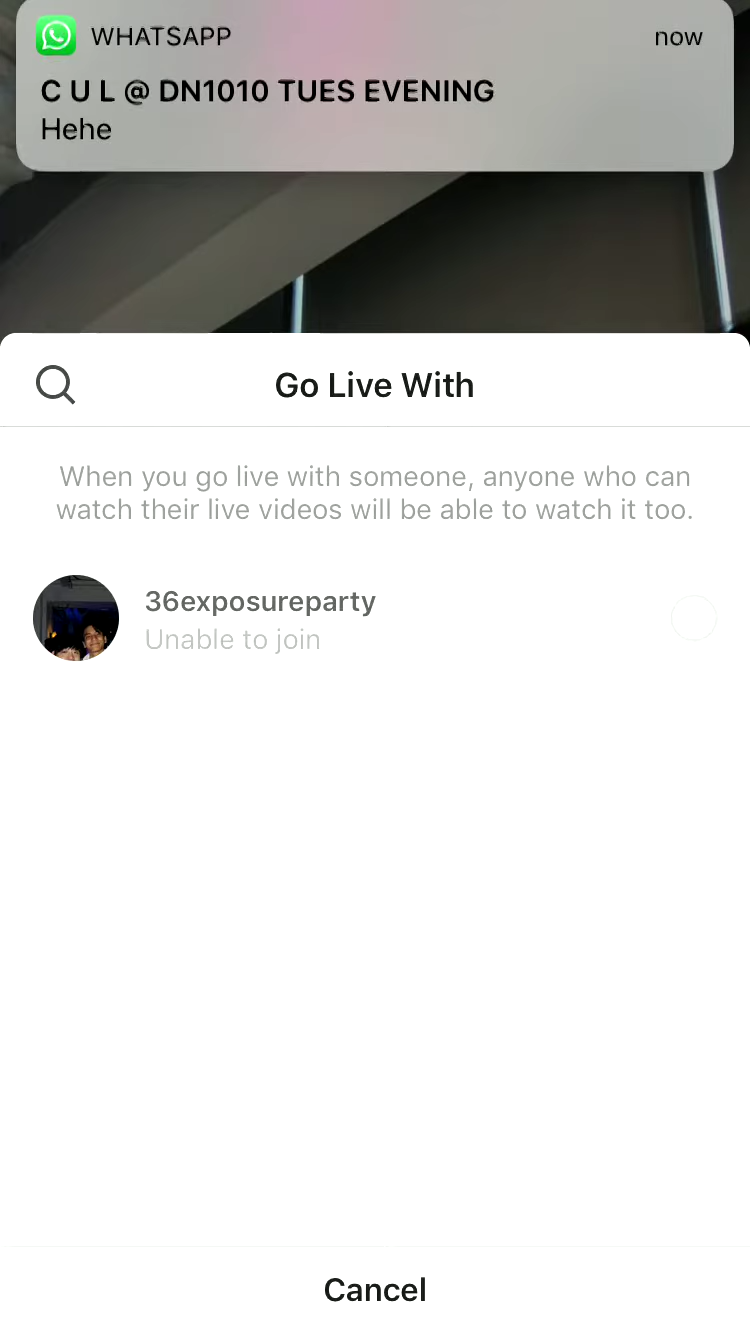 WHATSAPP now
C U L @ DN1010 TUES EVENING
Hehe
Go Live With
When you go live with someone, anyone who can
watch their live videos will be able to watch it too.
36exposureparty
Unable to join
Cancel